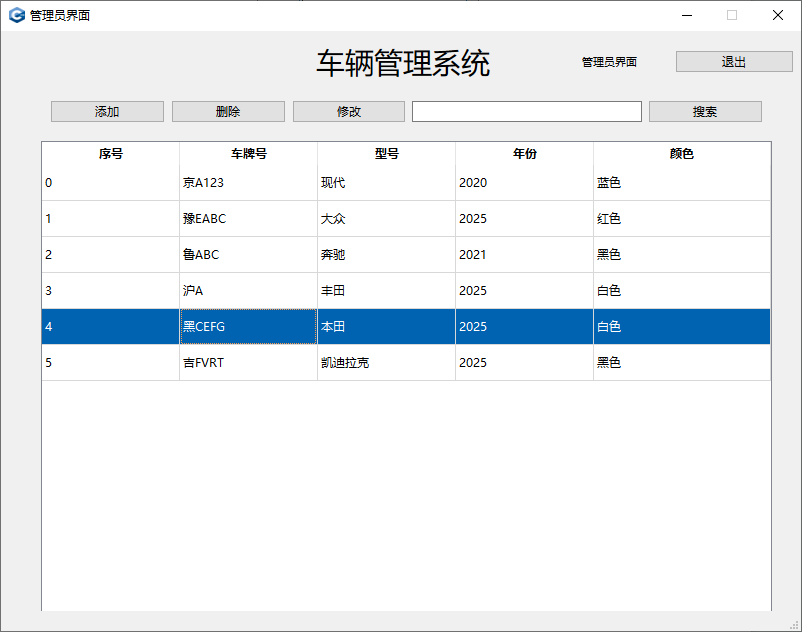 管理员界面
车辆管理系统 管理员界面 退出
添加 删除 修改 搜索
序号 车牌号 型号 年份 颜色
0 京A123 现代 2020 蓝色
1 豫EABC 大众 2025 红色
2 鲁ABC 奔驰 2021 黑色
3 沪A 丰田 2025 白色
4 黑CEFG 本田 2025 白色
5 吉FVRT 凯迪拉克 2025 黑色